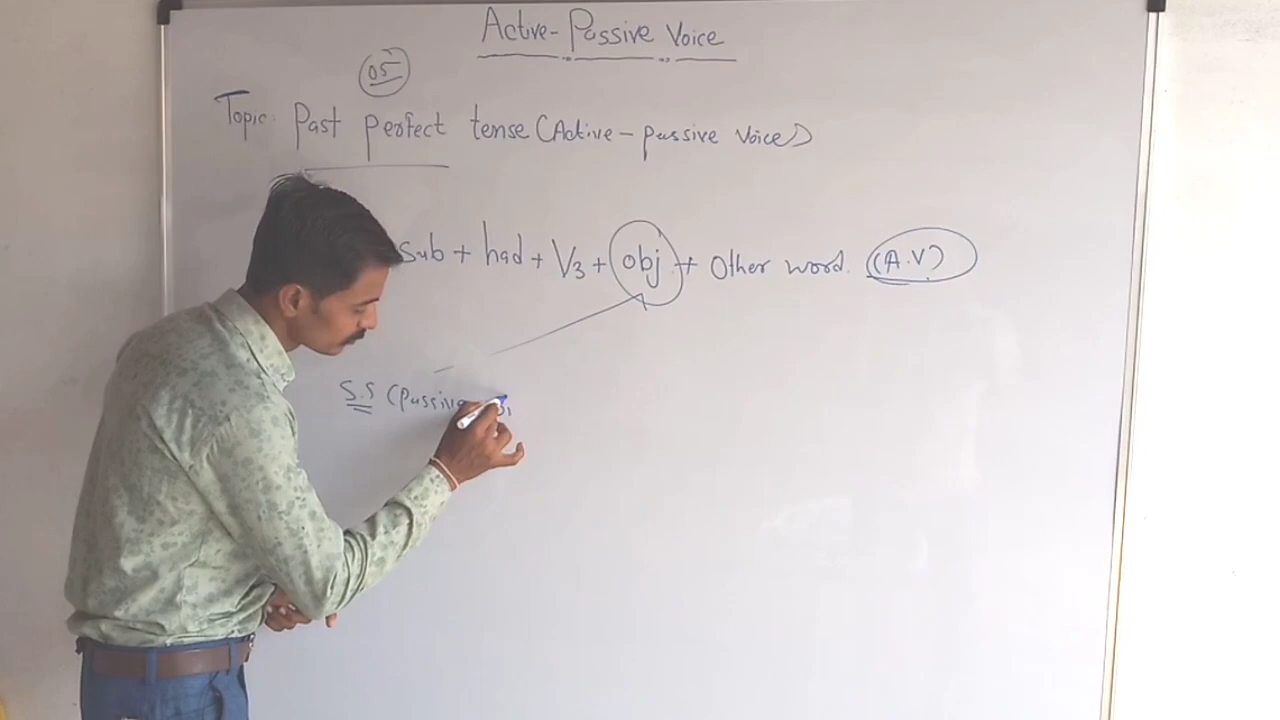 Active-Passive Voice
05
Topic: Past perfect tense (Active-passive voice)
Sub + had + V3 + obj + Other word. (A.V)
S.S (Passive